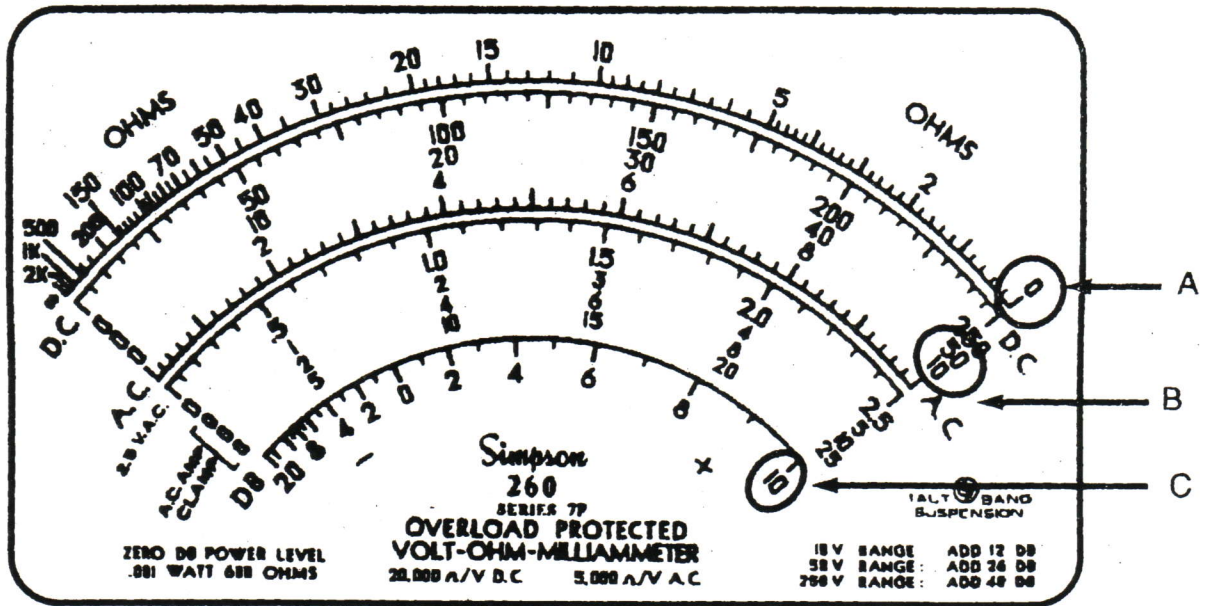 OHMS
2K
1K
500
200
150
100
70
50
40
30
20
15
10
5
2
0
OHMS
A
D.C.
50
10
2
100
20
4
150
30
6
200
40
8
250
50
10
D.C.
B
A.C.
A.C.
2.5 V.A.C.
A.C. AMP
CLAMP
.5
1
2
5
1.0
2
4
10
1.5
3
6
15
2.0
4
8
20
2.5
5
25
DB
20
8
4
2
0
2
4
6
8
10
C
-
+
Simpson
260
SERIES 7P
OVERLOAD PROTECTED
VOLT-OHM-MILLIAMMETER
20,000 Ω/V D.C. 5,000 Ω/V A.C.
ZERO DB POWER LEVEL
.001 WATT 600 OHMS
BAND
SUSPENSION
10 V RANGE ADD 12 DB
50 V RANGE: ADD 26 DB
250 V RANGE: ADD 40 DB